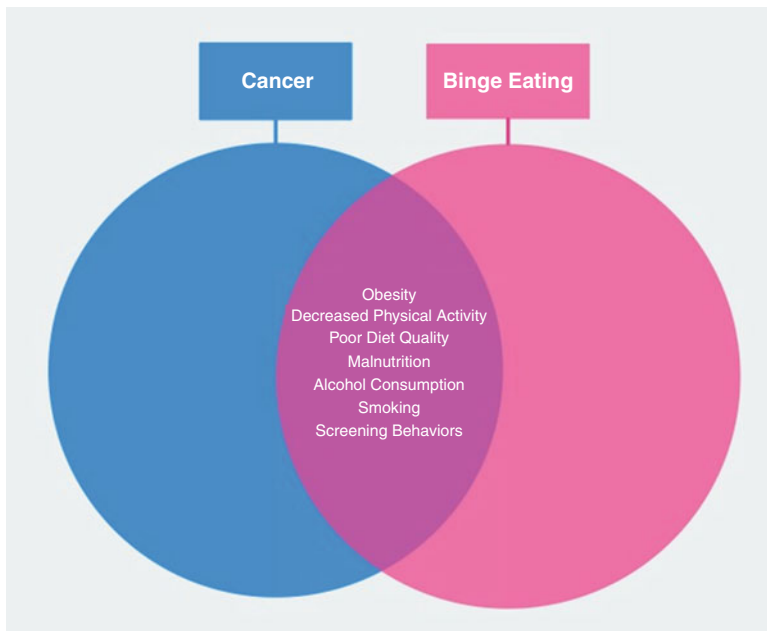 Cancer
Binge Eating
Obesity
Decreased Physical Activity
Poor Diet Quality
Malnutrition
Alcohol Consumption
Smoking
Screening Behaviors